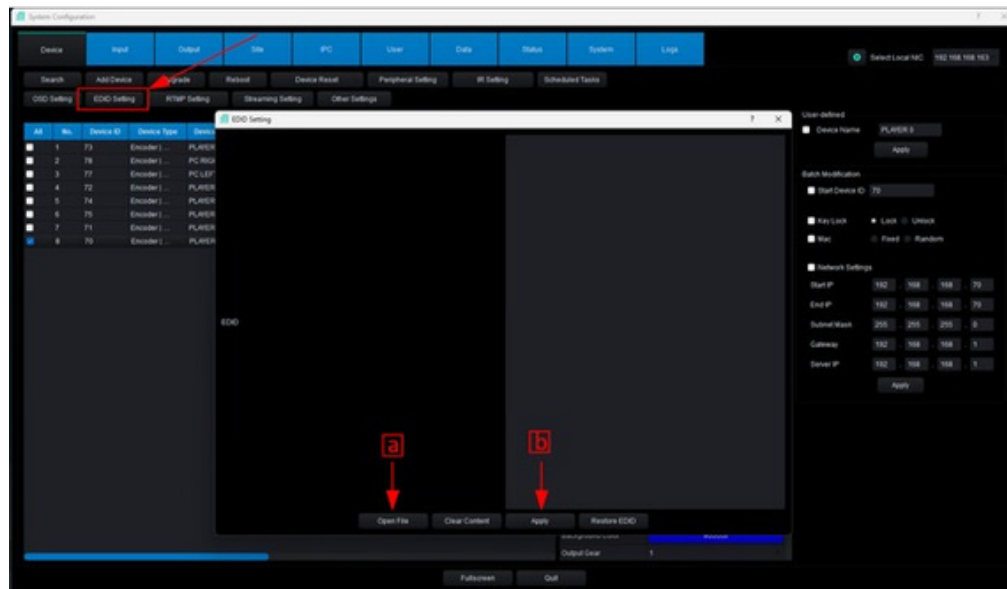 System Configuration ? X
Device Input Output Site IPC User Data Status System Logs
Select Local NIC 192.168.168.163
Search Add Device Upgrade Reboot Device Reset Peripheral Setting IR Setting Scheduled Tasks
OSD Setting EDID Setting RTMP Setting Streaming Setting Other Settings
EDID Setting ? X
User-defined
Device Name PLAYER 8
Apply
All No. Device ID Device Type Device
1 73 Encoder | ... PLAYER
2 78 Encoder | ... PC RIG
3 77 Encoder | ... PC LEF
4 72 Encoder | ... PLAYER
5 74 Encoder | ... PLAYER
6 75 Encoder | ... PLAYER
7 71 Encoder | ... PLAYER
8 70 Encoder | ... PLAYER
Batch Modification
Start Device ID 70
Key Lock Lock Unlock
Mac Fixed Random
Network Settings
Start IP 192 . 168 . 168 . 70
End IP 192 . 168 . 168 . 70
Subnet Mask 255 . 255 . 255 . 0
Gateway 192 . 168 . 168 . 1
Server IP 192 . 168 . 168 . 1
Apply
EDID
a b
Open File Clear Content Apply Restore EDID
Background Color
Output Gear 1
Fullscreen Quit